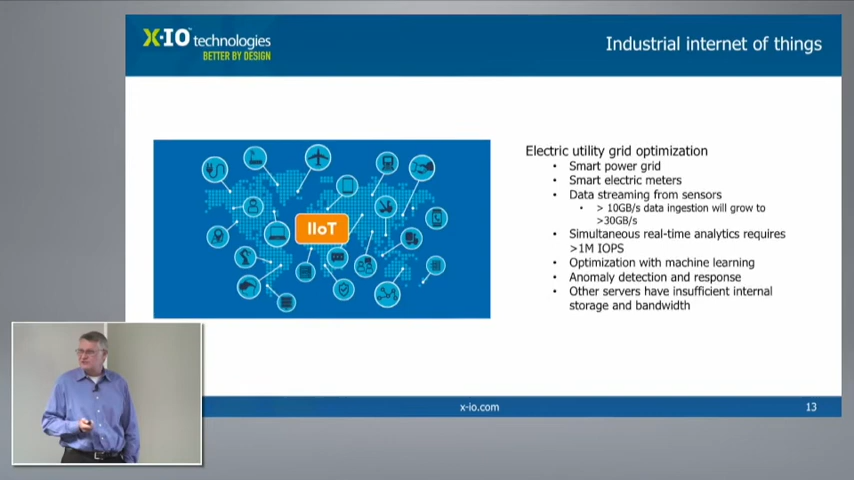 X-IO technologies
BETTER BY DESIGN
Industrial internet of things
IIoT
Electric utility grid optimization
• Smart power grid
• Smart electric meters
• Data streaming from sensors
• > 10GB/s data ingestion will grow to
>30GB/s
• Simultaneous real-time analytics requires
>1M IOPS
• Optimization with machine learning
• Anomaly detection and response
• Other servers have insufficient internal
storage and bandwidth
x-io.com
13